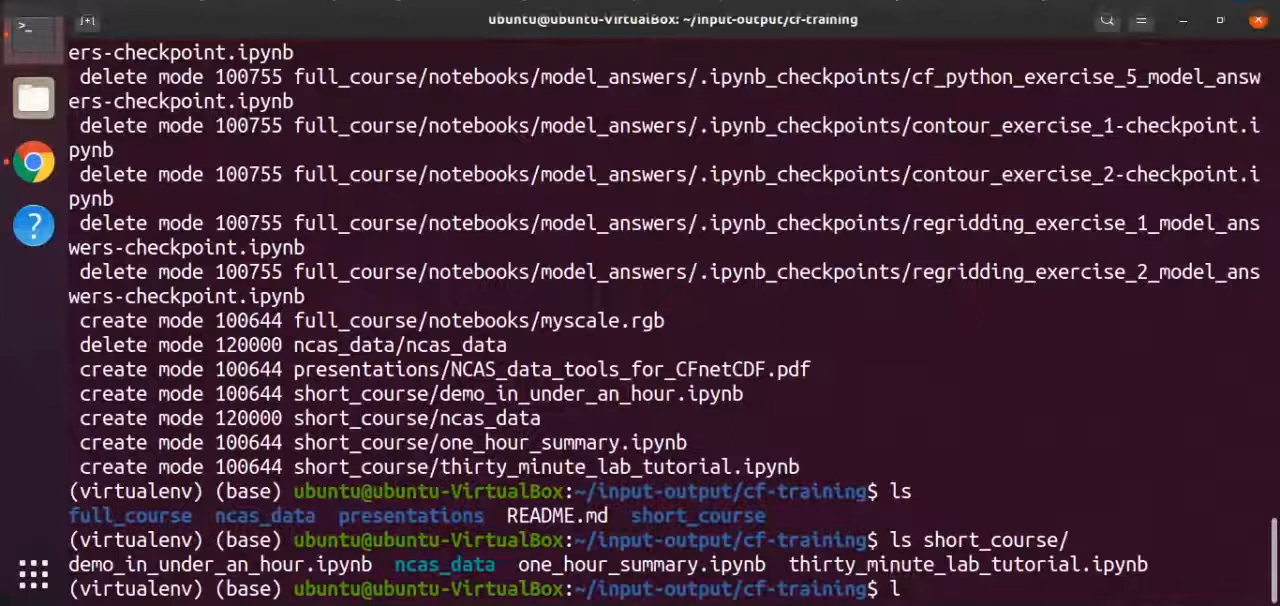 ubuntu@ubuntu-VirtualBox: ~/input-output/cf-training
ers-checkpoint.ipynb
delete mode 100755 full_course/notebooks/model_answers/.ipynb_checkpoints/cf_python_exercise_5_model_answ
ers-checkpoint.ipynb
delete mode 100755 full_course/notebooks/model_answers/.ipynb_checkpoints/contour_exercise_1-checkpoint.i
pynb
delete mode 100755 full_course/notebooks/model_answers/.ipynb_checkpoints/contour_exercise_2-checkpoint.i
pynb
delete mode 100755 full_course/notebooks/model_answers/.ipynb_checkpoints/regridding_exercise_1_model_ans
wers-checkpoint.ipynb
delete mode 100755 full_course/notebooks/model_answers/.ipynb_checkpoints/regridding_exercise_2_model_ans
wers-checkpoint.ipynb
create mode 100644 full_course/notebooks/myscale.rgb
delete mode 120000 ncas_data/ncas_data
create mode 100644 presentations/NCAS_data_tools_for_CFnetCDF.pdf
create mode 100644 short_course/demo_in_under_an_hour.ipynb
create mode 120000 short_course/ncas_data
create mode 100644 short_course/one_hour_summary.ipynb
create mode 100644 short_course/thirty_minute_lab_tutorial.ipynb
(virtualenv) (base) ubuntu@ubuntu-VirtualBox:~/input-output/cf-training$ ls
full_course ncas_data presentations README.md short_course
(virtualenv) (base) ubuntu@ubuntu-VirtualBox:~/input-output/cf-training$ ls short_course/
demo_in_under_an_hour.ipynb ncas_data one_hour_summary.ipynb thirty_minute_lab_tutorial.ipynb
(virtualenv) (base) ubuntu@ubuntu-VirtualBox:~/input-output/cf-training$ l